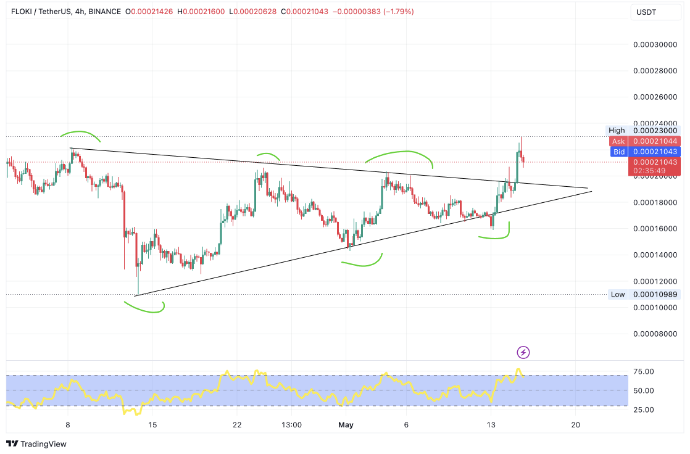 FLOKI / TetherUS, 4h, BINANCE O0.00021426 H0.00021600 L0.00020628 C0.00021043 −0.00000383 (−1.79%)
USDT
0.00030000
0.00028000
0.00026000
0.00024000
High 0.00023000
Ask 0.00021044
Bid 0.00021043
0.00021043
02:35:49
0.00020000
0.00018000
0.00016000
0.00014000
0.00012000
Low 0.00010989
0.00008000
75.00
50.00
25.00
8 15 22 13:00 May 6 13 20
TradingView